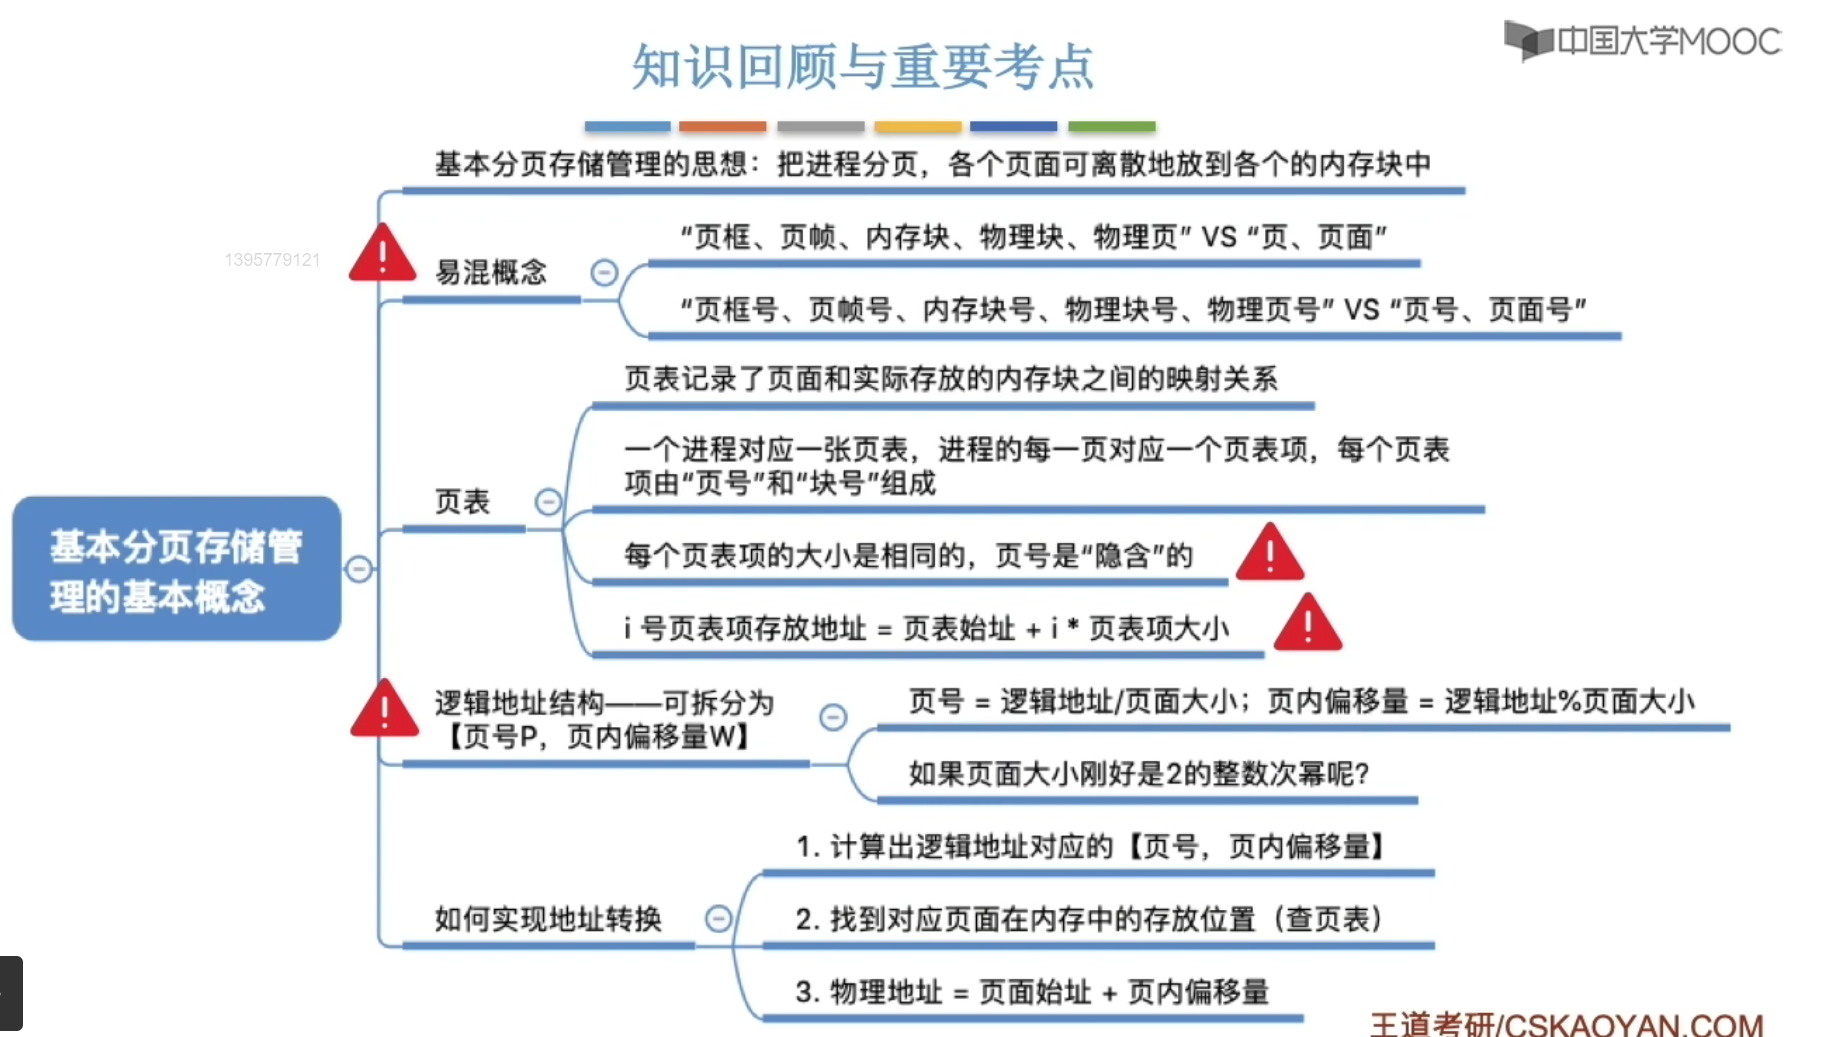 中国大学MOOC
知识回顾与重要考点
基本分页存储管理的思想：把进程分页，各个页面可离散地放到各个的内存块中
1395779121
易混概念
“页框、页帧、内存块、物理块、物理页” VS “页、页面”
“页框号、页帧号、内存块号、物理块号、物理页号” VS “页号、页面号”
页表
页表记录了页面和实际存放的内存块之间的映射关系
一个进程对应一张页表，进程的每一页对应一个页表项，每个页表
项由“页号”和“块号”组成
每个页表项的大小是相同的，页号是“隐含”的
i 号页表项存放地址 = 页表始址 + i * 页表项大小
基本分页存储管
理的基本概念
逻辑地址结构——可拆分为
【页号P，页内偏移量W】
页号 = 逻辑地址/页面大小；页内偏移量 = 逻辑地址%页面大小
如果页面大小刚好是2的整数次幂呢？
如何实现地址转换
1. 计算出逻辑地址对应的【页号，页内偏移量】
2. 找到对应页面在内存中的存放位置（查页表）
3. 物理地址 = 页面始址 + 页内偏移量
王道考研/CSKAOYAN.COM